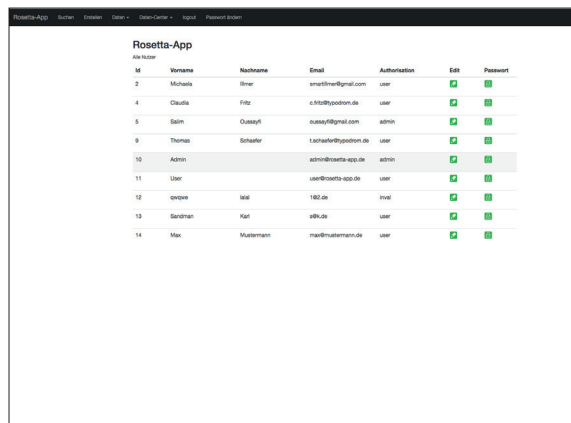 Rosetta-App Suchen Erstellen Daten Daten-Center logout Passwort ändern
Rosetta-App
Alle Nutzer
Id Vorname Nachname Email Authorisation Edit Passwort
2 Michaela Illmer smartillmer@gmail.com user
4 Claudia Fritz c.fritz@typodrom.de user
5 Salim Oussayfi oussayfi@gmail.com admin
9 Thomas Schaefer t.schaefer@typodrom.de user
10 Admin admin@rosetta-app.de admin
11 User user@rosetta-app.de user
12 qwqwe lalal 1@2.de inval
13 Sandman Karl s@k.de user
14 Max Mustermann max@mustermann.de user